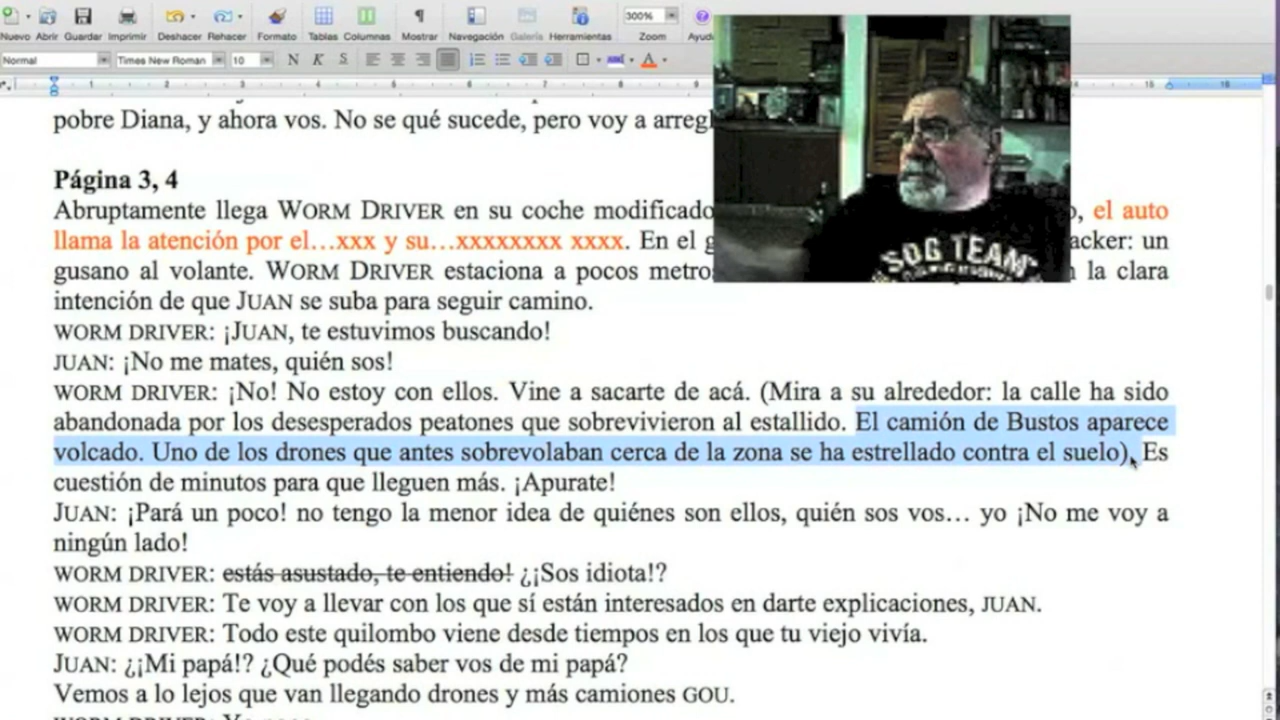 Nuevo Abrir Guardar Imprimir Deshacer Rehacer Formato Tablas Columnas Mostrar Navegación Galería Herramientas 300% Zoom
Normal Times New Roman 10 N K S
1 2 3 4 5 6 7 8 9 15 16
pobre Diana, y ahora vos. No se qué sucede, pero voy a
Página 3, 4
Abruptamente llega WORM DRIVER en su coche modificado el auto
llama la atención por el…xxx y su…xxxxxxxx xxxx. En el un
gusano al volante. WORM DRIVER estaciona a pocos la clara
intención de que JUAN se suba para seguir camino.
WORM DRIVER: ¡JUAN, te estuvimos buscando!
JUAN: ¡No me mates, quién sos!
WORM DRIVER: ¡No! No estoy con ellos. Vine a sacarte de acá. (Mira a su alrededor: la calle ha sido
abandonada por los desesperados peatones que sobrevivieron al estallido. El camión de Bustos aparece
volcado. Uno de los drones que antes sobrevolaban cerca de la zona se ha estrellado contra el suelo). Es
cuestión de minutos para que lleguen más. ¡Apurate!
JUAN: ¡Pará un poco! no tengo la menor idea de quiénes son ellos, quién sos vos… yo ¡No me voy a
ningún lado!
WORM DRIVER: estás asustado, te entiendo! ¿¡Sos idiota!?
WORM DRIVER: Te voy a llevar con los que sí están interesados en darte explicaciones, JUAN.
WORM DRIVER: Todo este quilombo viene desde tiempos en los que tu viejo vivía.
JUAN: ¿¡Mi papá!? ¿Qué podés saber vos de mi papá?
Vemos a lo lejos que van llegando drones y más camiones GOU.
SOG TEAM